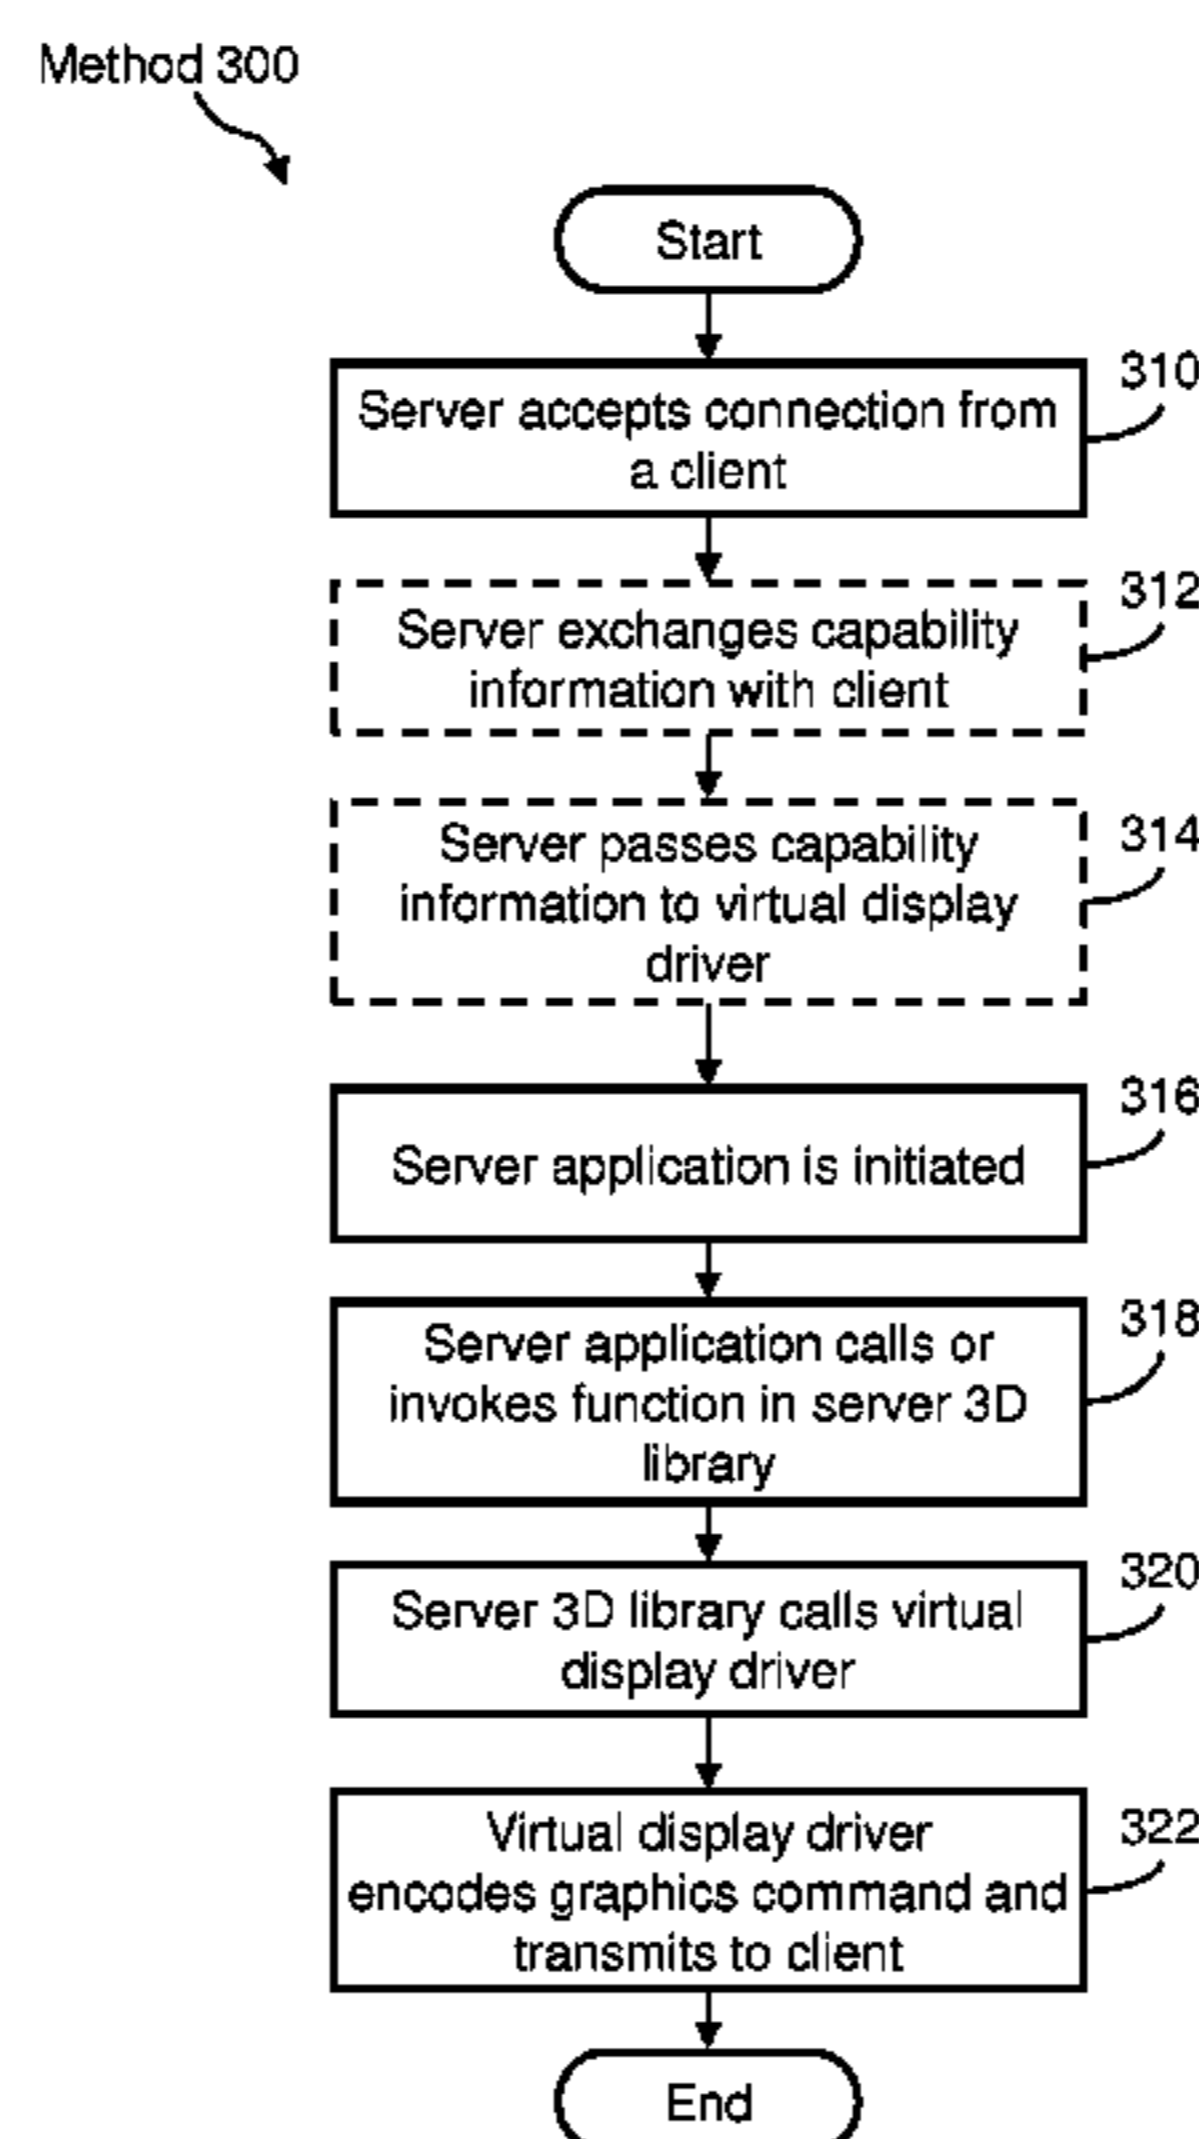 Method 300
Start
310
Server accepts connection from
a client
312
Server exchanges capability
information with client
314
Server passes capability
information to virtual display
driver
316
Server application is initiated
318
Server application calls or
invokes function in server 3D
library
320
Server 3D library calls virtual
display driver
322
Virtual display driver
encodes graphics command and
transmits to client
End